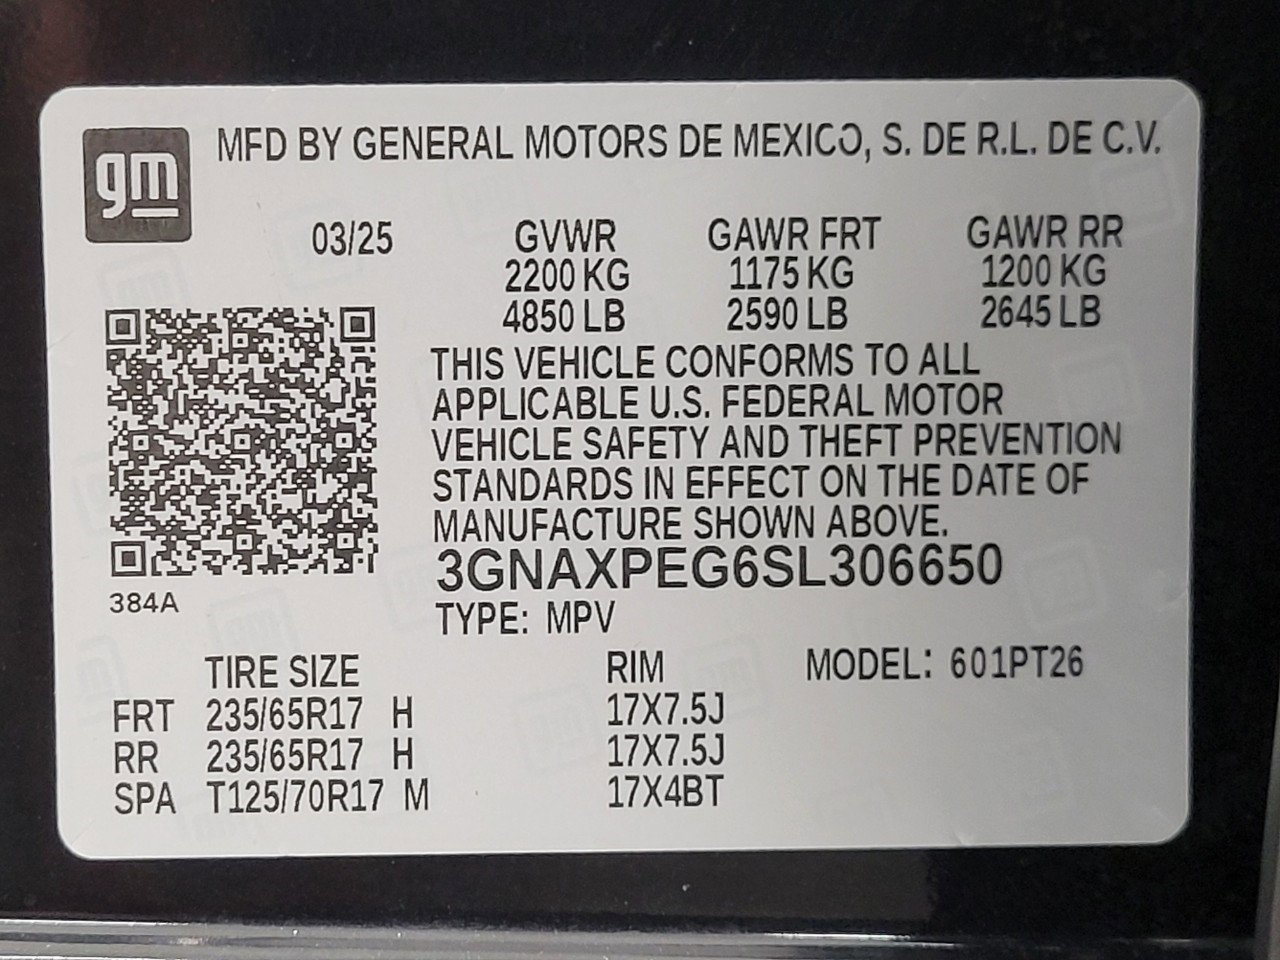 gm
MFD BY GENERAL MOTORS DE MEXICO, S. DE R.L. DE C.V.
03/25 GVWR GAWR FRT GAWR RR
2200 KG 1175 KG 1200 KG
4850 LB 2590 LB 2645 LB
THIS VEHICLE CONFORMS TO ALL
APPLICABLE U.S. FEDERAL MOTOR
VEHICLE SAFETY AND THEFT PREVENTION
STANDARDS IN EFFECT ON THE DATE OF
MANUFACTURE SHOWN ABOVE.
3GNAXPEG6SL306650
384A
TYPE: MPV
TIRE SIZE RIM MODEL: 601PT26
FRT 235/65R17 H 17X7.5J
RR 235/65R17 H 17X7.5J
SPA T125/70R17 M 17X4BT